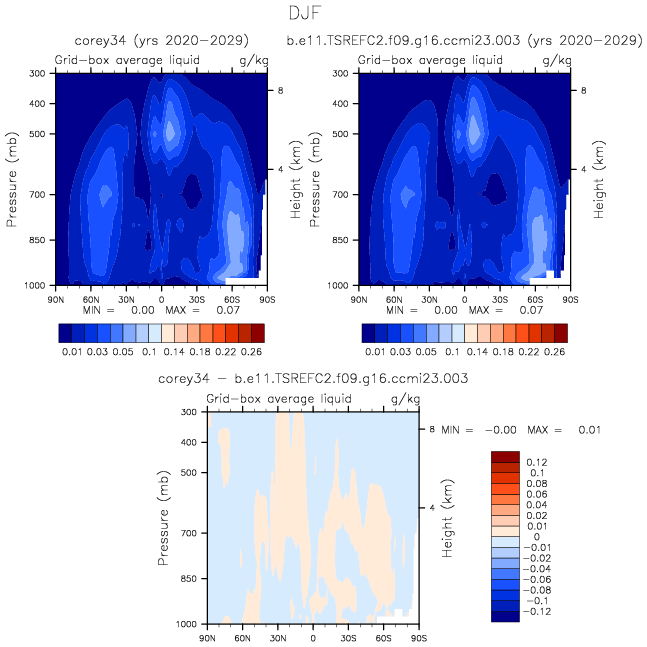 DJF
corey34 (yrs 2020-2029)
b.e11.TSREFC2.f09.g16.ccmi23.003 (yrs 2020-2029)
Grid-box average liquid g/kg
Grid-box average liquid g/kg
300
400
500
700
850
1000
Pressure (mb)
8
4
Height (km)
90N 60N 30N 0 30S 60S 90S
MIN = 0.00 MAX = 0.07
0.01 0.03 0.05 0.1 0.14 0.18 0.22 0.26
300
400
500
700
850
1000
Pressure (mb)
8
4
Height (km)
90N 60N 30N 0 30S 60S 90S
MIN = 0.00 MAX = 0.07
0.01 0.03 0.05 0.1 0.14 0.18 0.22 0.26
corey34 - b.e11.TSREFC2.f09.g16.ccmi23.003
Grid-box average liquid g/kg
300
400
500
700
850
1000
Pressure (mb)
8
4
Height (km)
90N 60N 30N 0 30S 60S 90S
MIN = -0.00 MAX = 0.01
0.12
0.1
0.08
0.06
0.04
0.02
0.01
0
-0.01
-0.02
-0.04
-0.06
-0.08
-0.1
-0.12